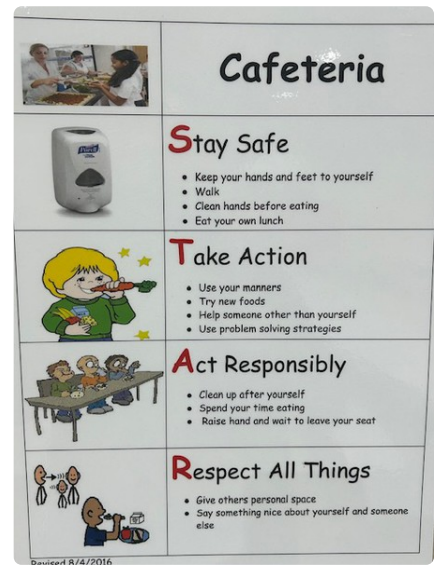 Cafeteria
PURELL
Stay Safe
• Keep your hands and feet to yourself
• Walk
• Clean hands before eating
• Eat your own lunch
Take Action
• Use your manners
• Try new foods
• Help someone other than yourself
• Use problem solving strategies
Act Responsibly
• Clean up after yourself
• Spend your time eating
• Raise hand and wait to leave your seat
Respect All Things
• Give others personal space
• Say something nice about yourself and someone
else
Revised 8/4/2016